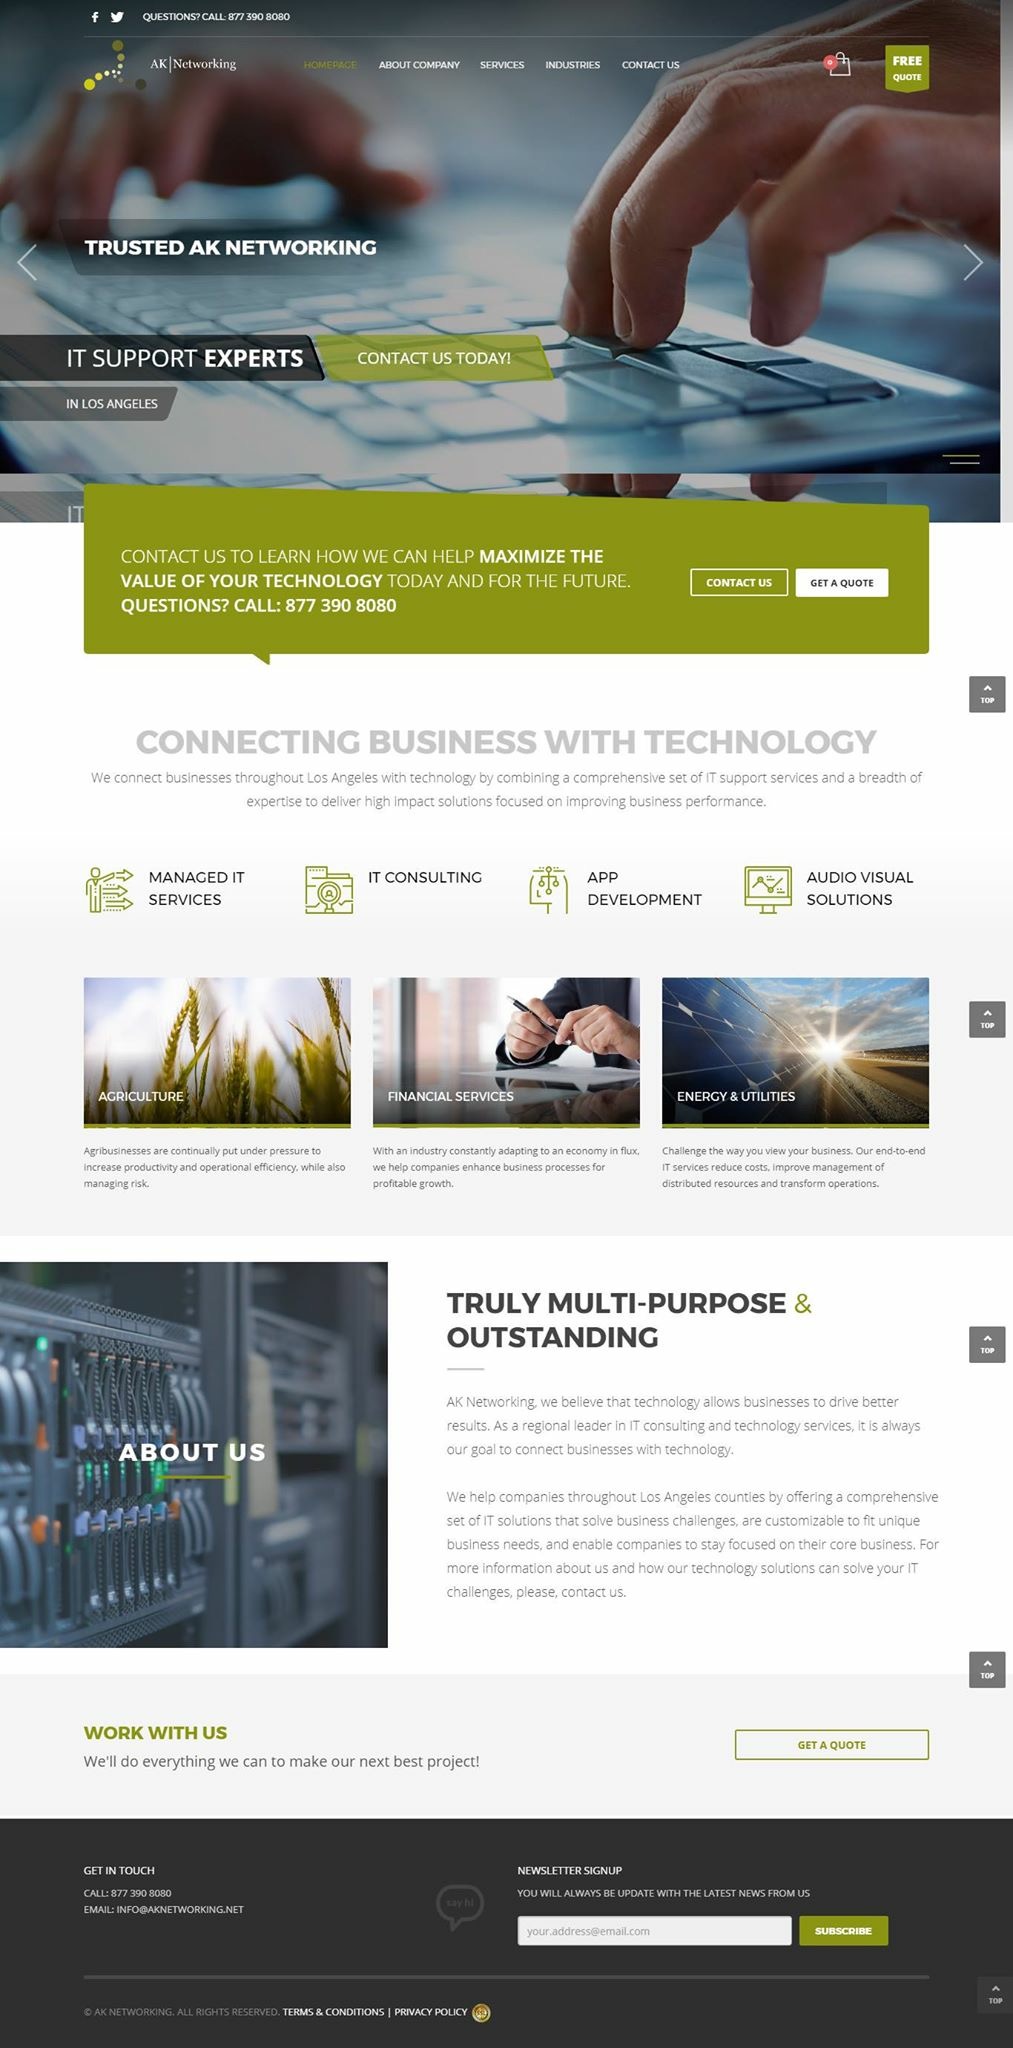 QUESTIONS? CALL: 877 390 8080
AK|Networking
HOMEPAGE
ABOUT COMPANY
SERVICES
INDUSTRIES
CONTACT US
0
FREE
QUOTE
TRUSTED AK NETWORKING
IT SUPPORT EXPERTS
CONTACT US TODAY!
IN LOS ANGELES
IT
CONTACT US TO LEARN HOW WE CAN HELP MAXIMIZE THE
VALUE OF YOUR TECHNOLOGY TODAY AND FOR THE FUTURE.
QUESTIONS? CALL: 877 390 8080
CONTACT US
GET A QUOTE
TOP
CONNECTING BUSINESS WITH TECHNOLOGY
We connect businesses throughout Los Angeles with technology by combining a comprehensive set of IT support services and a breadth of
expertise to deliver high impact solutions focused on improving business performance.
MANAGED IT
SERVICES
IT CONSULTING
APP
DEVELOPMENT
AUDIO VISUAL
SOLUTIONS
TOP
AGRICULTURE
Agribusinesses are continually put under pressure to
increase productivity and operational efficiency, while also
managing risk.
FINANCIAL SERVICES
With an industry constantly adapting to an economy in flux,
we help companies enhance business processes for
profitable growth.
ENERGY & UTILITIES
Challenge the way you view your business. Our end-to-end
IT services reduce costs, improve management of
distributed resources and transform operations.
ABOUT US
TRULY MULTI-PURPOSE &
OUTSTANDING
TOP
AK Networking, we believe that technology allows businesses to drive better
results. As a regional leader in IT consulting and technology services, it is always
our goal to connect businesses with technology.
We help companies throughout Los Angeles counties by offering a comprehensive
set of IT solutions that solve business challenges, are customizable to fit unique
business needs, and enable companies to stay focused on their core business. For
more information about us and how our technology solutions can solve your IT
challenges, please, contact us.
TOP
WORK WITH US
We'll do everything we can to make our next best project!
GET A QUOTE
GET IN TOUCH
CALL: 877 390 8080
EMAIL: INFO@AKNETWORKING.NET
say hi
NEWSLETTER SIGNUP
YOU WILL ALWAYS BE UPDATE WITH THE LATEST NEWS FROM US
your.address@email.com
SUBSCRIBE
TOP
© AK NETWORKING. ALL RIGHTS RESERVED. TERMS & CONDITIONS | PRIVACY POLICY